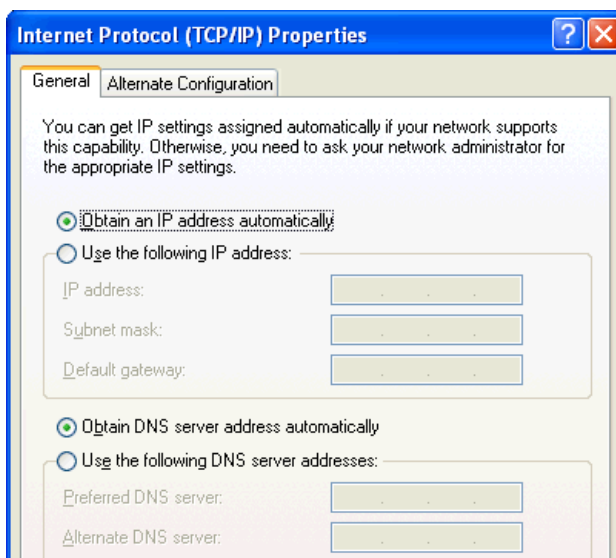 Internet Protocol (TCP/IP) Properties
General
Alternate Configuration
You can get IP settings assigned automatically if your network supports
this capability. Otherwise, you need to ask your network administrator for
the appropriate IP settings.
Obtain an IP address automatically
Use the following IP address:
IP address:
Subnet mask:
Default gateway:
Obtain DNS server address automatically
Use the following DNS server addresses:
Preferred DNS server:
Alternate DNS server: